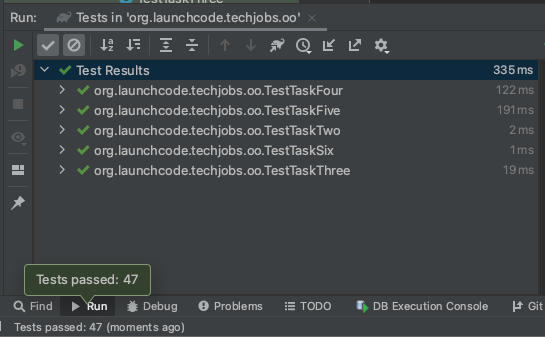 TestTaskThree
Run: Tests in 'org.launchcode.techjobs.oo' ×
Test Results 335 ms
org.launchcode.techjobs.oo.TestTaskFour 122 ms
org.launchcode.techjobs.oo.TestTaskFive 191 ms
org.launchcode.techjobs.oo.TestTaskTwo 2 ms
org.launchcode.techjobs.oo.TestTaskSix 1 ms
org.launchcode.techjobs.oo.TestTaskThree 19 ms
Tests passed: 47
Find Run Debug Problems TODO DB Execution Console Git
Tests passed: 47 (moments ago)